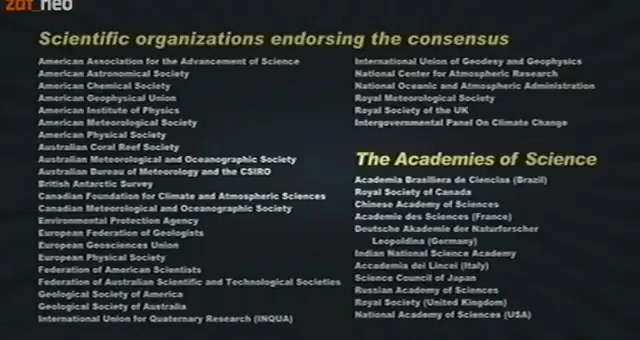 zdf_neo
Scientific organizations endorsing the consensus
American Association for the Advancement of Science
American Astronomical Society
American Chemical Society
American Geophysical Union
American Institute of Physics
American Meteorological Society
American Physical Society
Australian Coral Reef Society
Australian Meteorological and Oceanographic Society
Australian Bureau of Meteorology and the CSIRO
British Antarctic Survey
Canadian Foundation for Climate and Atmospheric Sciences
Canadian Meteorological and Oceanographic Society
Environmental Protection Agency
European Federation of Geologists
European Geosciences Union
European Physical Society
Federation of American Scientists
Federation of Australian Scientific and Technological Societies
Geological Society of America
Geological Society of Australia
International Union for Quaternary Research (INQUA)
International Union of Geodesy and Geophysics
National Center for Atmospheric Research
National Oceanic and Atmospheric Administration
Royal Meteorological Society
Royal Society of the UK
Intergovernmental Panel On Climate Change
The Academies of Science
Academia Brasiliera de Ciencias (Brazil)
Royal Society of Canada
Chinese Academy of Sciences
Academie des Sciences (France)
Deutsche Akademie der Naturforscher
Leopoldina (Germany)
Indian National Science Academy
Accademia dei Lincei (Italy)
Science Council of Japan
Russian Academy of Sciences
Royal Society (United Kingdom)
National Academy of Sciences (USA)